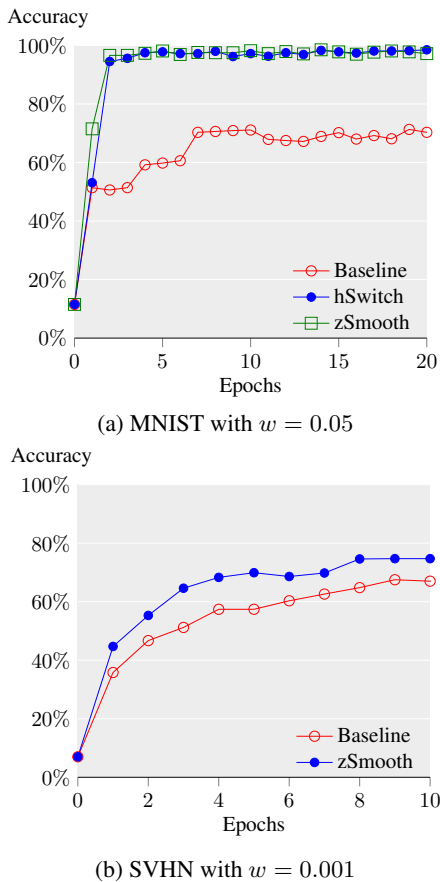 Accuracy
100%
80%
60%
40%
20%
0%
0 5 10 15 20
Epochs
Baseline
hSwitch
zSmooth
(a) MNIST with w = 0.05
Accuracy
100%
80%
60%
40%
20%
0%
0 2 4 6 8 10
Epochs
Baseline
zSmooth
(b) SVHN with w = 0.001